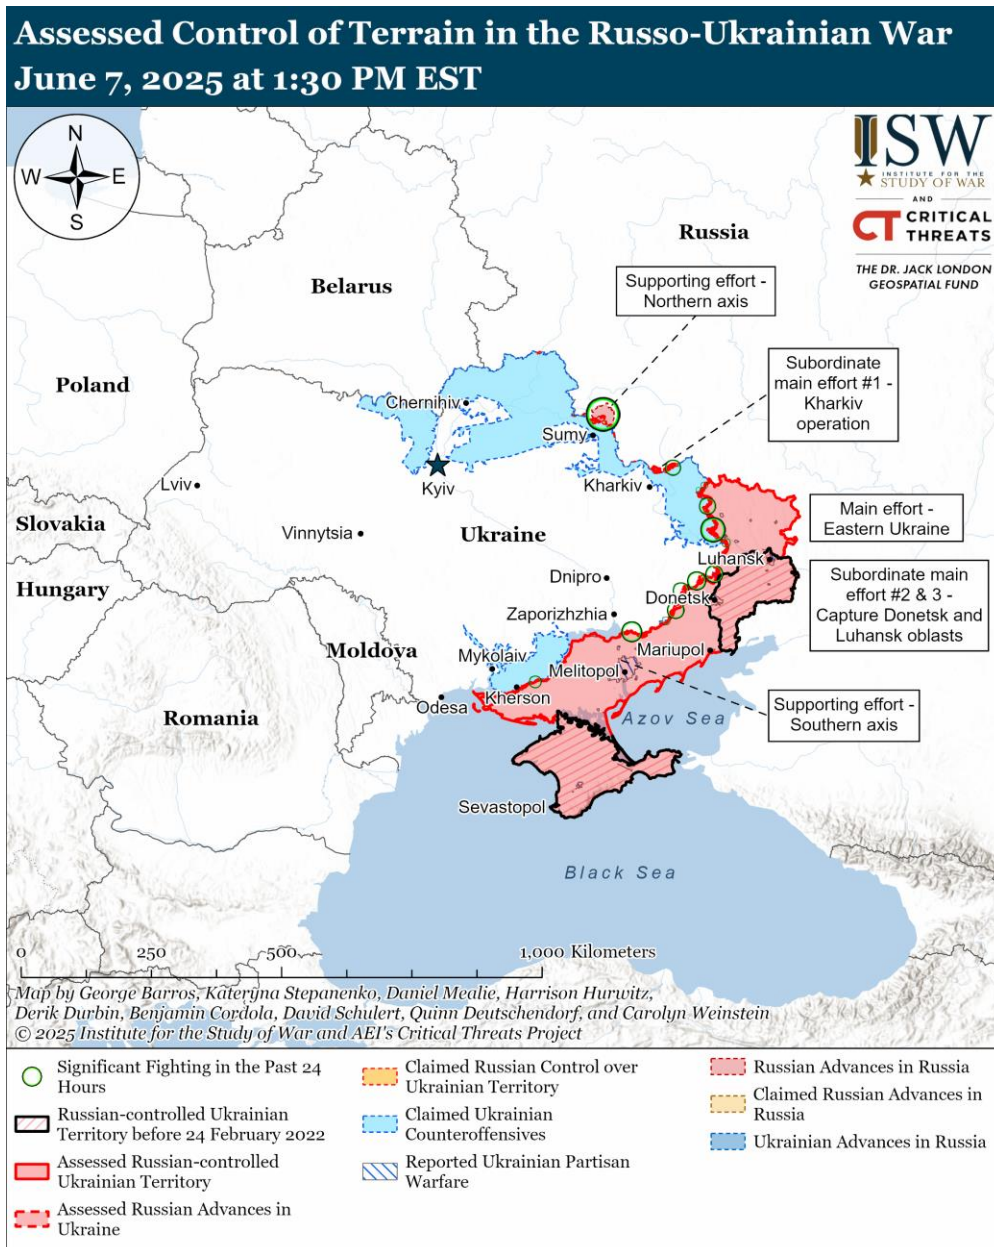 Assessed Control of Terrain in the Russo-Ukrainian War
June 7, 2025 at 1:30 PM EST
N
W
E
S
ISW
INSTITUTE FOR THE
STUDY OF WAR
AND
CT CRITICAL
THREATS
THE DR. JACK LONDON
GEOSPATIAL FUND
Russia
Belarus
Supporting effort -
Northern axis
Poland
Subordinate
main effort #1 -
Kharkiv
operation
Chernihiv
Sumy
Kyiv
Kharkiv
Lviv
Slovakia
Vinnytsia
Ukraine
Main effort -
Eastern Ukraine
Luhansk
Hungary
Dnipro
Donetsk
Subordinate main
effort #2 & 3 -
Capture Donetsk and
Luhansk oblasts
Zaporizhzhia
Moldova
Mykolaiv
Mariupol
Melitopol
Kherson
Odesa
Romania
Azov Sea
Supporting effort -
Southern axis
Sevastopol
Black Sea
0 250 500 1,000 Kilometers
Map by George Barros, Kateryna Stepanenko, Daniel Mealie, Harrison Hurwitz,
Derik Durbin, Benjamin Cordola, David Schulert, Quinn Deutschendorf, and Carolyn Weinstein
© 2025 Institute for the Study of War and AEI's Critical Threats Project
Significant Fighting in the Past 24
Hours
Russian-controlled Ukrainian
Territory before 24 February 2022
Assessed Russian-controlled
Ukrainian Territory
Assessed Russian Advances in
Ukraine
Claimed Russian Control over
Ukrainian Territory
Claimed Ukrainian
Counteroffensives
Reported Ukrainian Partisan
Warfare
Russian Advances in Russia
Claimed Russian Advances in
Russia
Ukrainian Advances in Russia